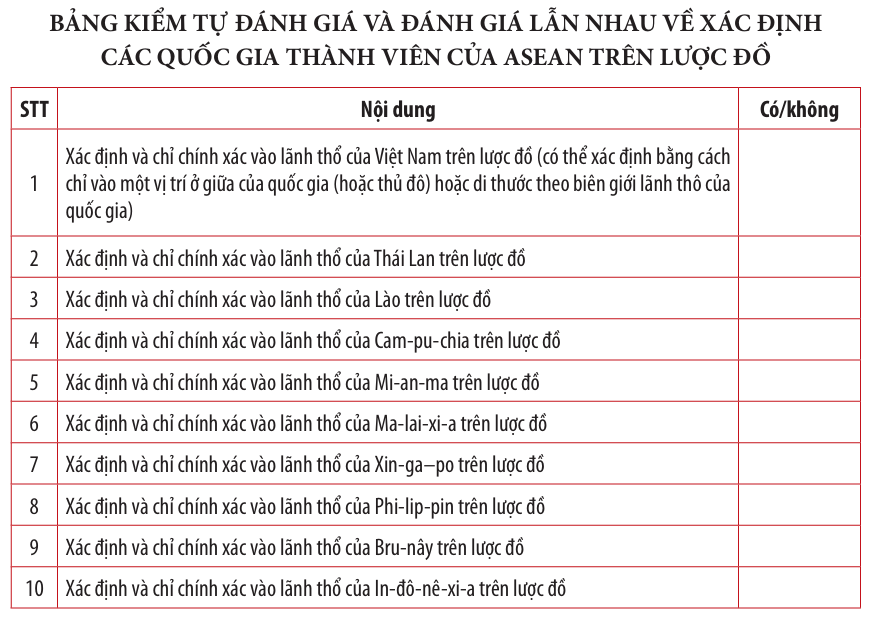 BẢNG KIỂM TỰ ĐÁNH GIÁ VÀ ĐÁNH GIÁ LẪN NHAU VỀ XÁC ĐỊNH
CÁC QUỐC GIA THÀNH VIÊN CỦA ASEAN TRÊN LƯỢC ĐỒ
STT Nội dung Có/không
1 Xác định và chỉ chính xác vào lãnh thổ của Việt Nam trên lược đồ (có thể xác định bằng cách
chỉ vào một vị trí ở giữa của quốc gia (hoặc thủ đô) hoặc di thước theo biên giới lãnh thô của
quốc gia)
2 Xác định và chỉ chính xác vào lãnh thổ của Thái Lan trên lược đồ
3 Xác định và chỉ chính xác vào lãnh thổ của Lào trên lược đồ
4 Xác định và chỉ chính xác vào lãnh thổ của Cam-pu-chia trên lược đồ
5 Xác định và chỉ chính xác vào lãnh thổ của Mi-an-ma trên lược đồ
6 Xác định và chỉ chính xác vào lãnh thổ của Ma-lai-xi-a trên lược đồ
7 Xác định và chỉ chính xác vào lãnh thổ của Xin-ga–po trên lược đồ
8 Xác định và chỉ chính xác vào lãnh thổ của Phi-lip-pin trên lược đồ
9 Xác định và chỉ chính xác vào lãnh thổ của Bru-nây trên lược đồ
10 Xác định và chỉ chính xác vào lãnh thổ của In-đô-nê-xi-a trên lược đồ